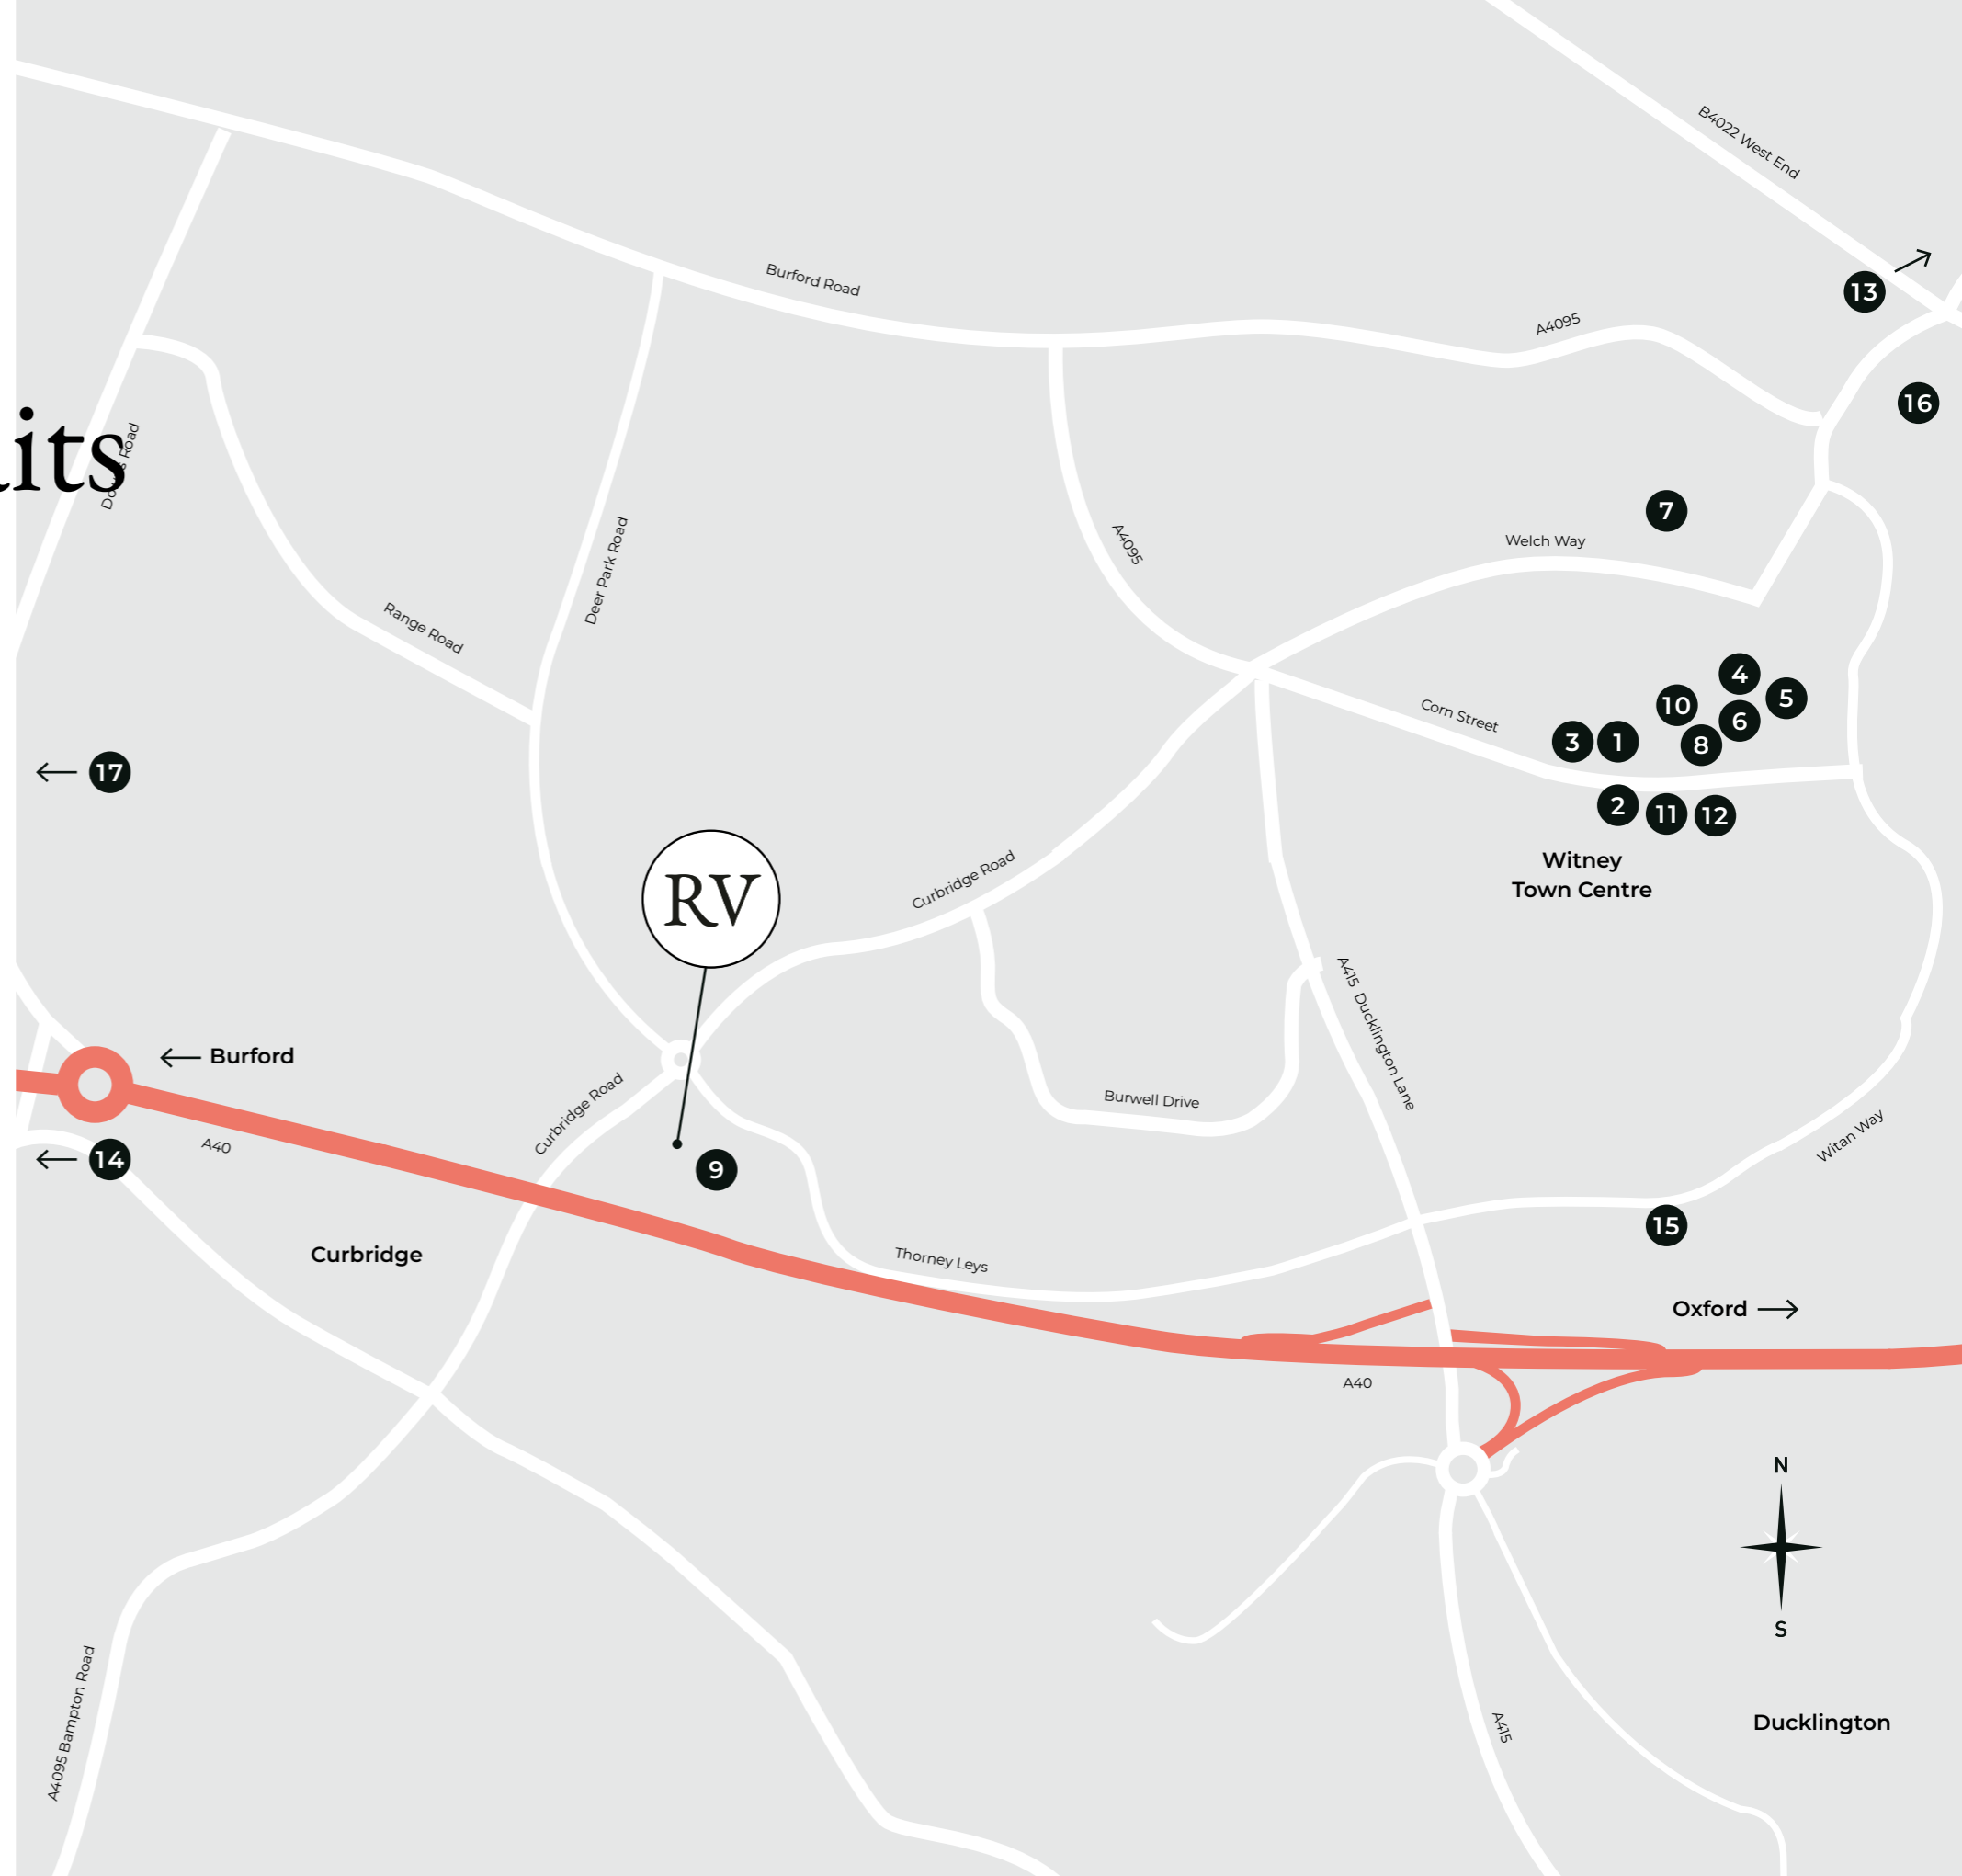 B4022 West End
Burford Road
13
A4095
16
its
Road
7
A4095
Welch Way
Deer Park Road
Range Road
4
5
10
6
Corn Street
3
1
8
17
2
11
12
Witney
Town Centre
RV
Curbridge Road
A415 Ducklington Lane
Burford
Curbridge Road
Burwell Drive
Witan Way
A40
14
9
15
Curbridge
Thorney Leys
Oxford
A40
N
S
A4095 Bampton Road
A415
Ducklington